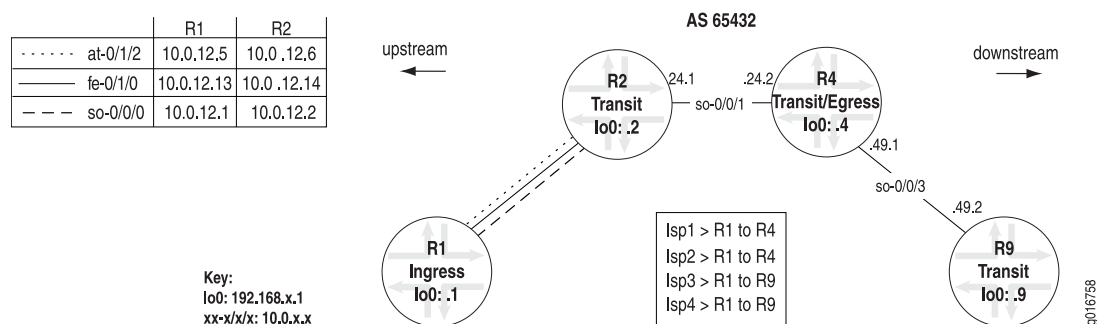 AS 65432
R1 R2
at-0/1/2 10.0.12.5 10.0 .12.6
fe-0/1/0 10.0.12.13 10.0 .12.14
so-0/0/0 10.0.12.1 10.0.12.2
upstream
downstream
R2
Transit
lo0: .2
.24.1
so-0/0/1
.24.2
R4
Transit/Egress
lo0: .4
.49.1
so-0/0/3
.49.2
R1
Ingress
lo0: .1
lsp1 > R1 to R4
lsp2 > R1 to R4
lsp3 > R1 to R9
lsp4 > R1 to R9
R9
Transit
lo0: .9
Key:
lo0: 192.168.x.1
xx-x/x/x: 10.0.x.x
g016758